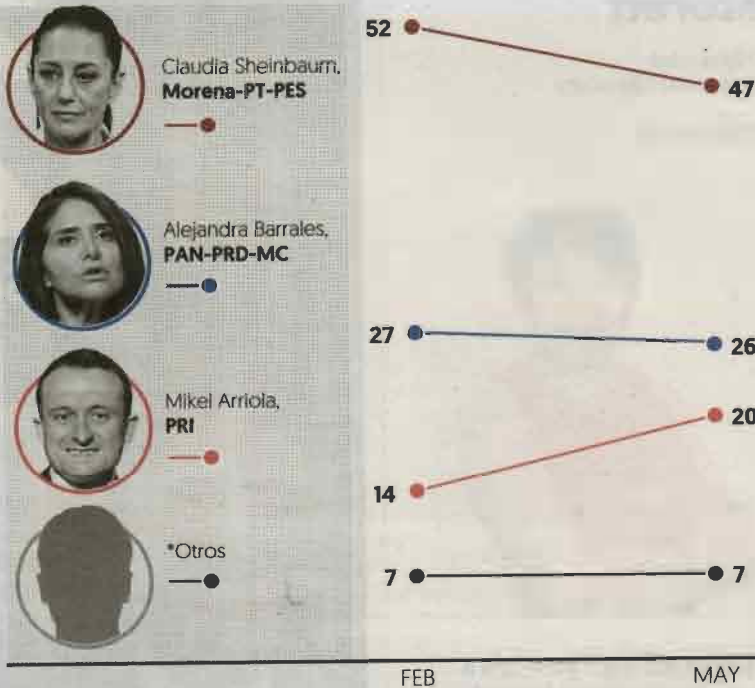 Claudia Sheinbaum,
Morena-PT-PES
52
47
Alejandra Barrales,
PAN-PRD-MC
27
26
Mikel Arriola,
PRI
14
20
*Otros
7
7
FEB
MAY